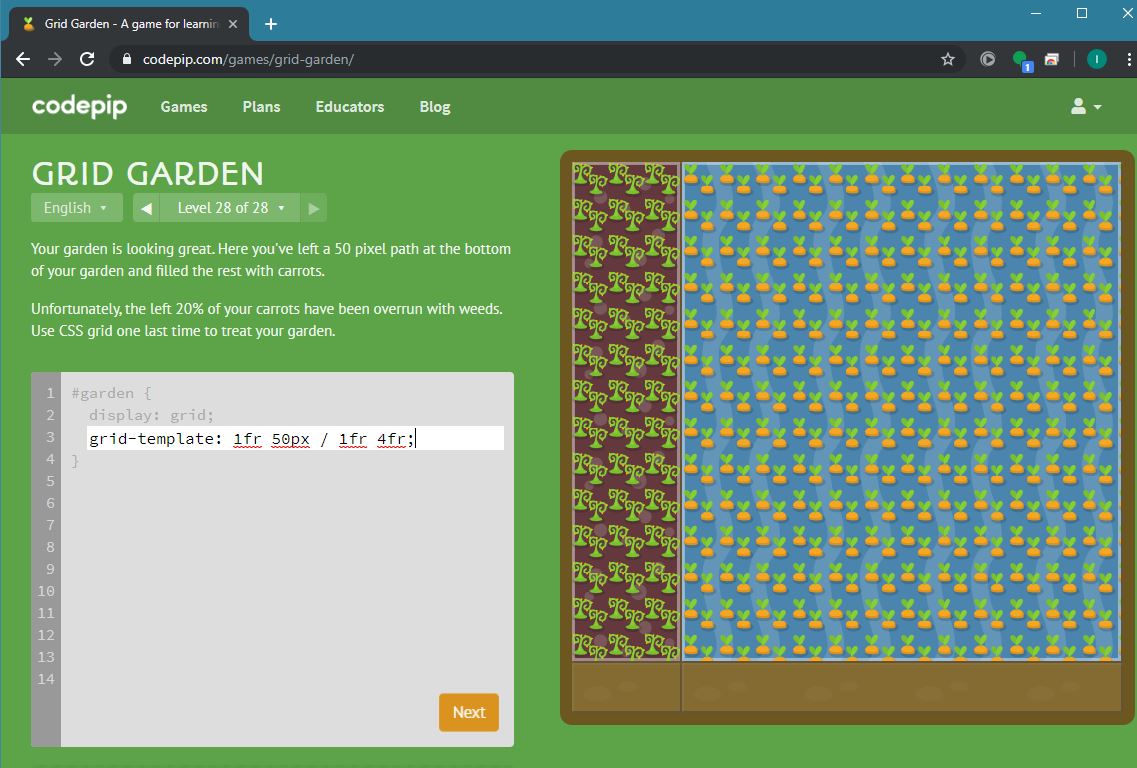 Grid Garden - A game for learnin
codepip.com/games/grid-garden/
1
I
codepip Games Plans Educators Blog
GRID GARDEN
English Level 28 of 28
Your garden is looking great. Here you've left a 50 pixel path at the bottom
of your garden and filled the rest with carrots.
Unfortunately, the left 20% of your carrots have been overrun with weeds.
Use CSS grid one last time to treat your garden.
1 #garden {
2 display: grid;
3 grid-template: 1fr 50px / 1fr 4fr;
4 }
5
6
7
8
9
10
11
12
13
14
Next